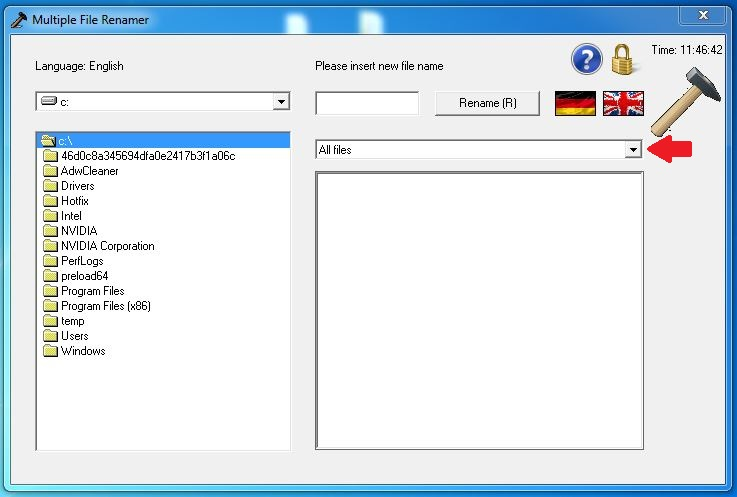 Multiple File Renamer
Language: English
Please insert new file name
Time: 11:46:42
c:
Rename (R)
All files
c:\
46d0c8a345694dfa0e2417b3f1a06c
AdwCleaner
Drivers
Hotfix
Intel
NVIDIA
NVIDIA Corporation
PerfLogs
preload64
Program Files
Program Files (x86)
temp
Users
Windows